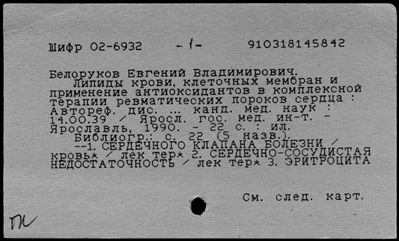 Шифр 02-6932 -1- 910318145842
Белоруков Евгений Владимирович.
Липиды крови, клеточных мембран и
применение антиоксидантов в комплексной
терапии ревматических пороков сердца :
Автореф. дис. ... канд. мед. наук :
14.00.39 / Яросл. гос. мед. ин-т. -
Ярославль, 1990. - 22 с. : ил.
Библиогр.: с. 22 (5 назв.).
--1. СЕРДЕЧНОГО КЛАПАНА БОЛЕЗНИ /
кровь* / лек тер* 2. СЕРДЕЧНО-СОСУДИСТАЯ
НЕДОСТАТОЧНОСТЬ / лек тер* 3. ЭРИТРОЦИТА
См. след. карт.